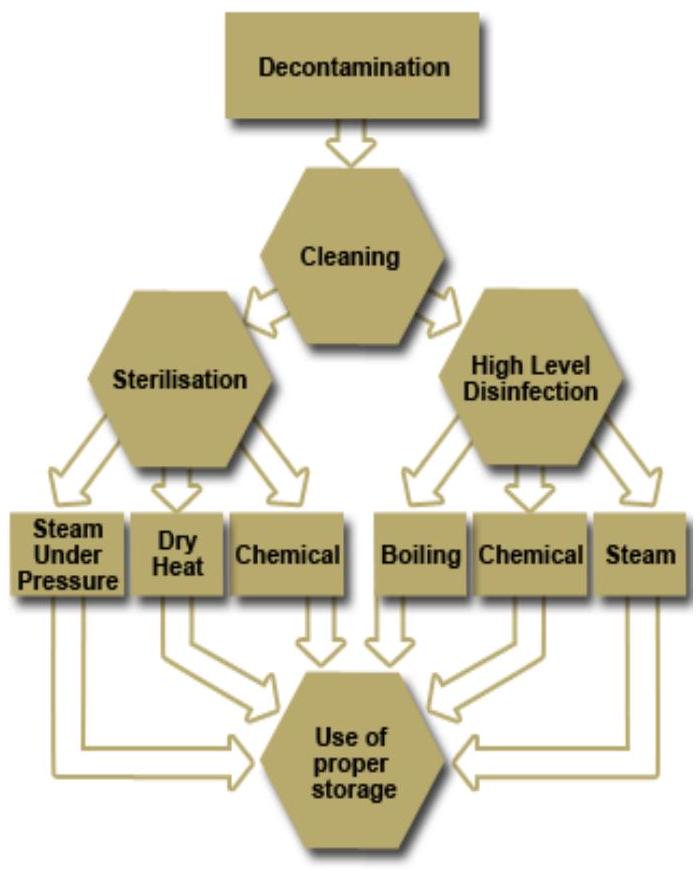 Decontamination
Cleaning
Sterilisation
High Level
Disinfection
Steam
Under
Pressure
Dry
Heat
Chemical
Boiling
Chemical
Steam
Use of
proper
storage